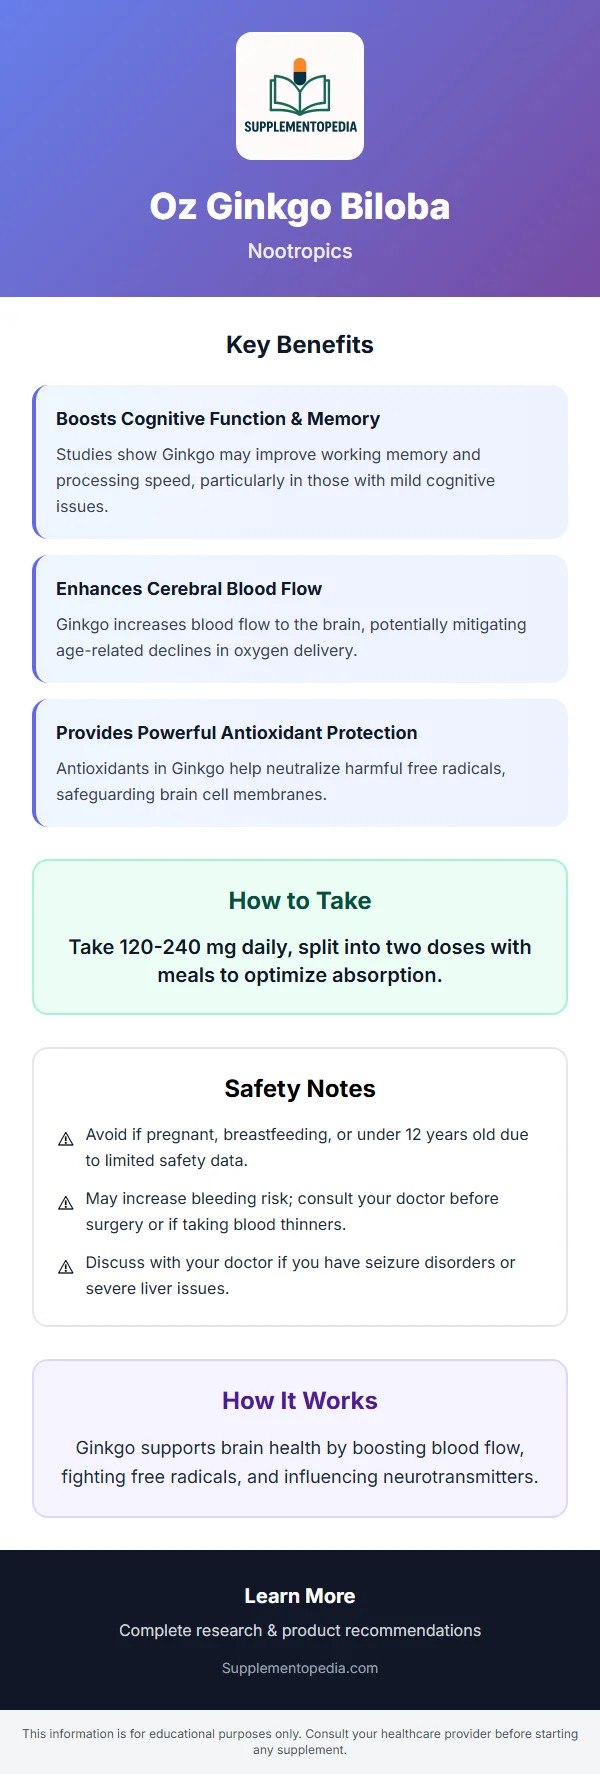 SUPPLEMENTOPEDIA
Oz Ginkgo Biloba
Nootropics
Key Benefits
Boosts Cognitive Function & Memory
Studies show Ginkgo may improve working memory and
processing speed, particularly in those with mild cognitive
issues.
Enhances Cerebral Blood Flow
Ginkgo increases blood flow to the brain, potentially mitigating
age-related declines in oxygen delivery.
Provides Powerful Antioxidant Protection
Antioxidants in Ginkgo help neutralize harmful free radicals,
safeguarding brain cell membranes.
How to Take
Take 120-240 mg daily, split into two doses with
meals to optimize absorption.
Safety Notes
⚠ Avoid if pregnant, breastfeeding, or under 12 years old due
to limited safety data.
⚠ May increase bleeding risk; consult your doctor before
surgery or if taking blood thinners.
⚠ Discuss with your doctor if you have seizure disorders or
severe liver issues.
How It Works
Ginkgo supports brain health by boosting blood flow,
fighting free radicals, and influencing neurotransmitters.
Learn More
Complete research & product recommendations
Supplementopedia.com
This information is for educational purposes only. Consult your healthcare provider before starting
any supplement.